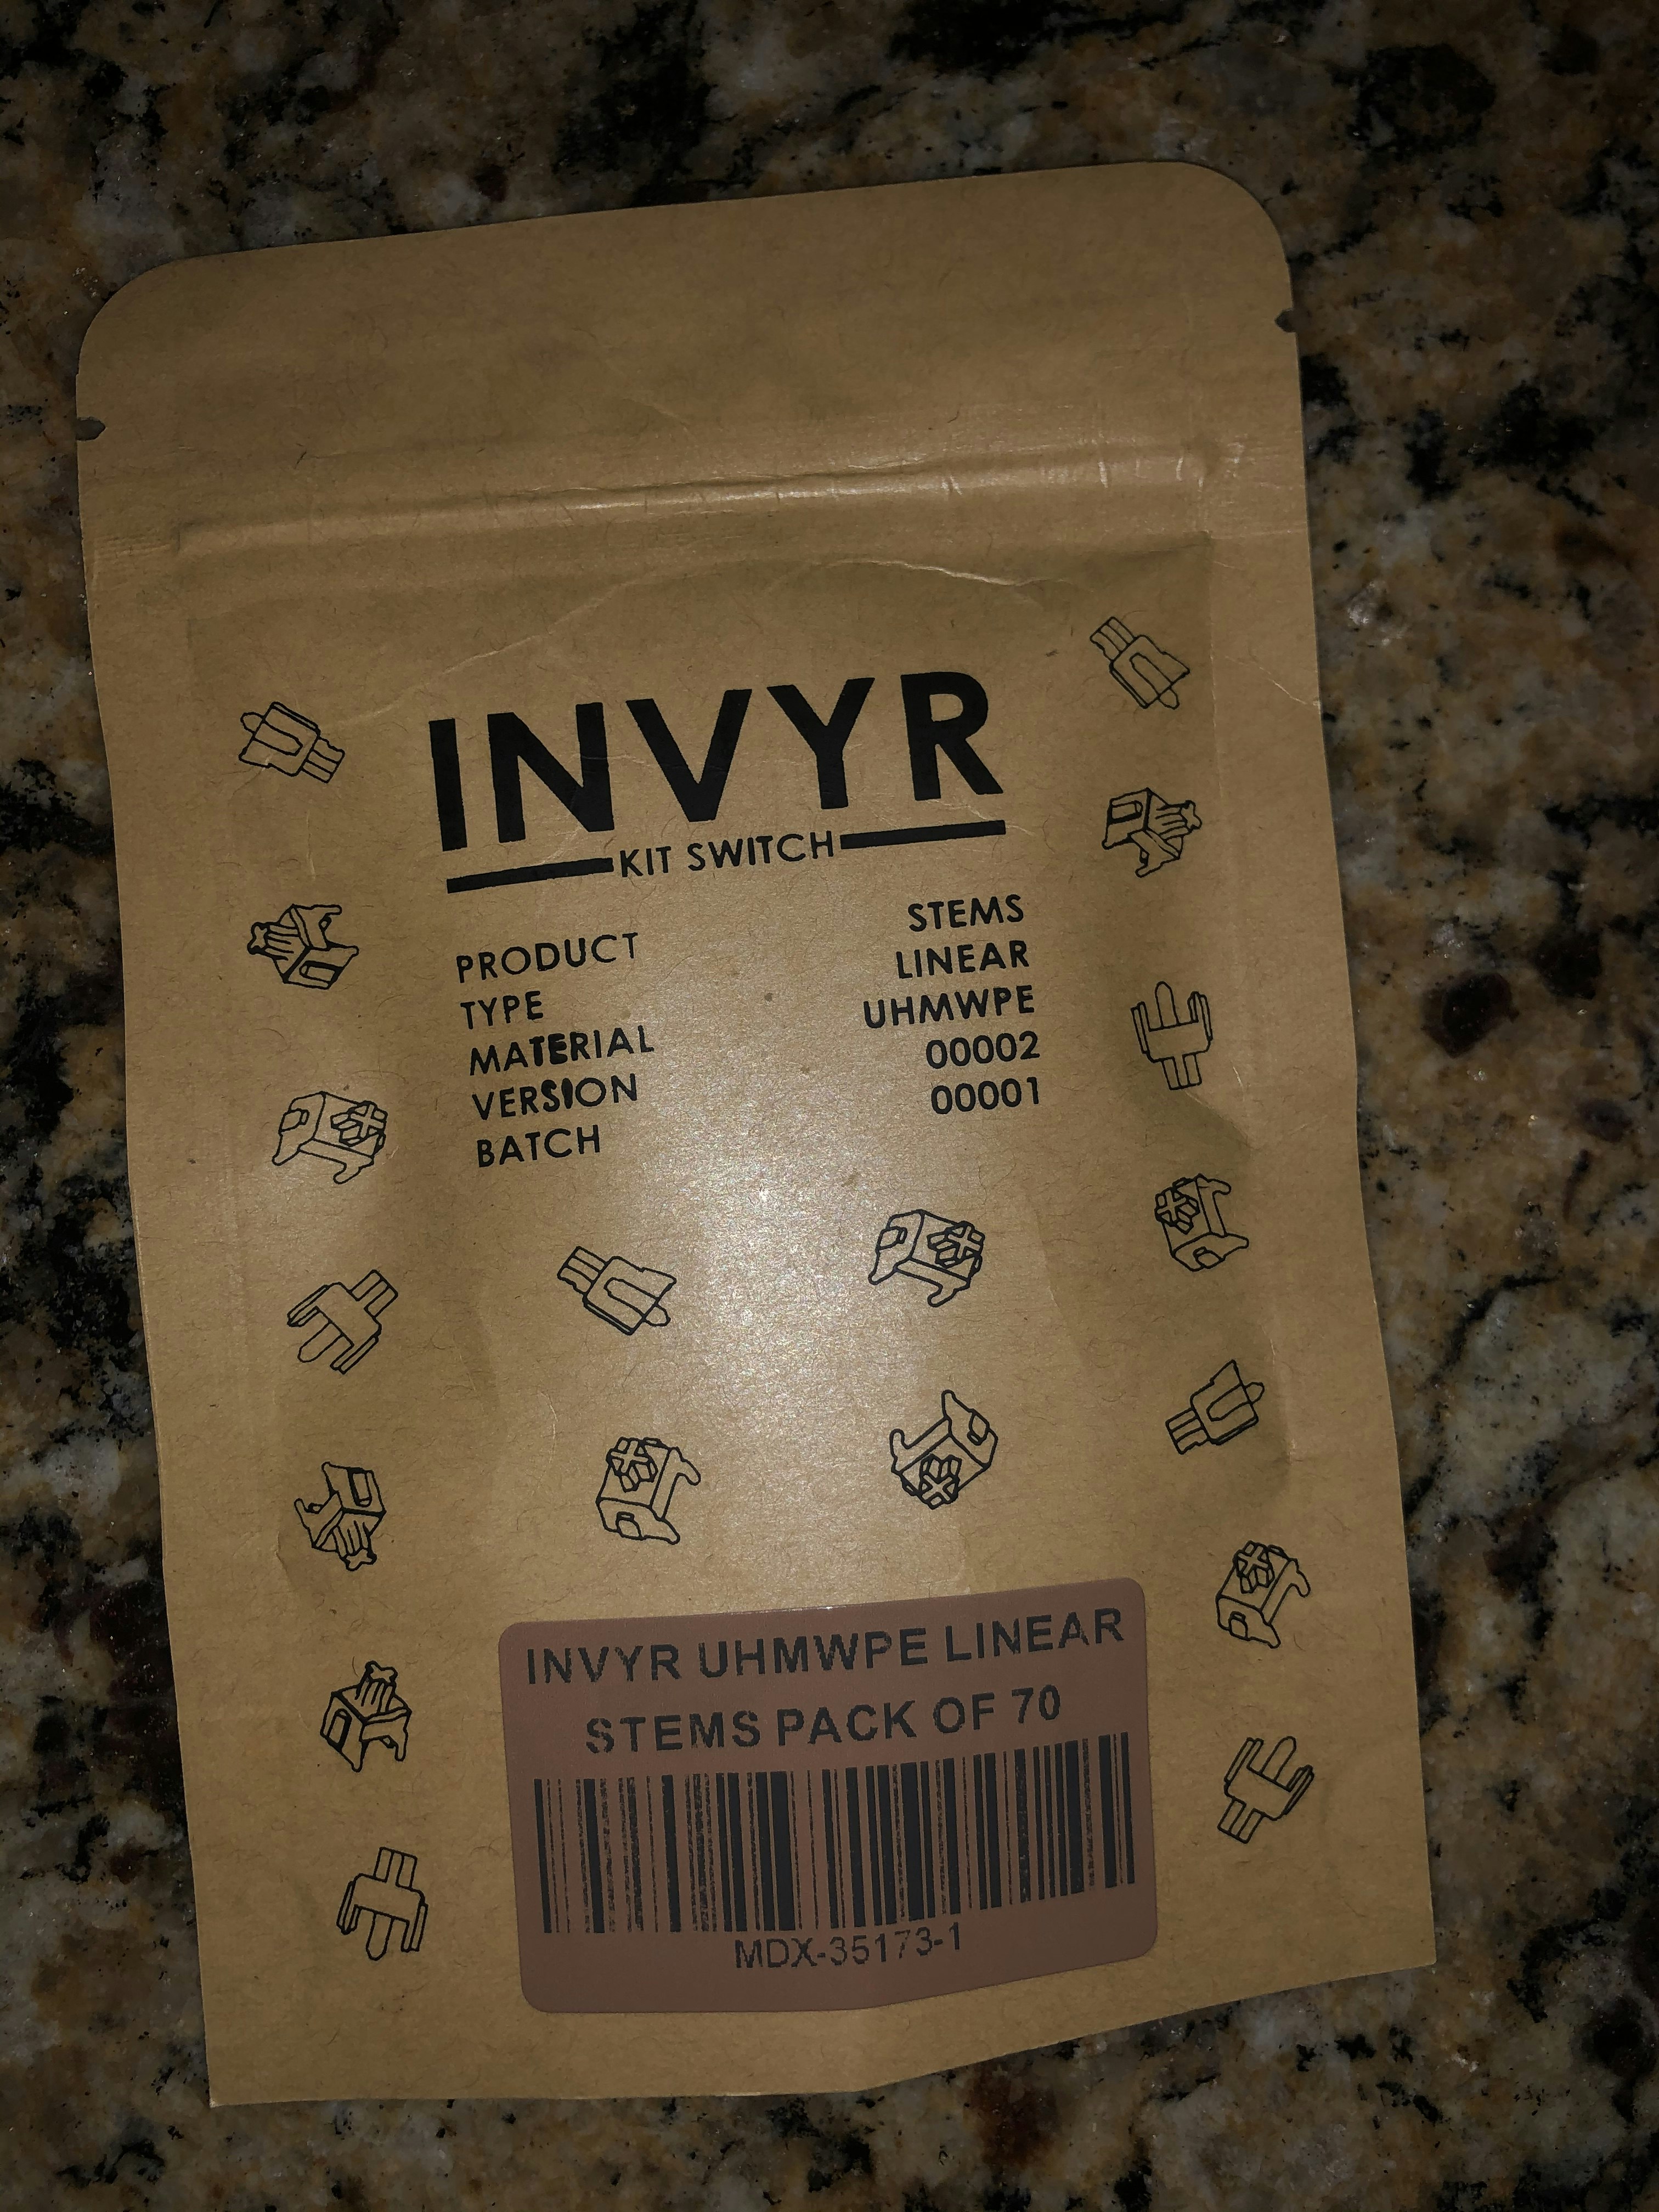 INVYR
KIT SWITCH
PRODUCT STEMS
TYPE LINEAR
MATERIAL UHMWPE
VERSION 00002
BATCH 00001
INVYR UHMWPE LINEAR
STEMS PACK OF 70
MDX-35173-1